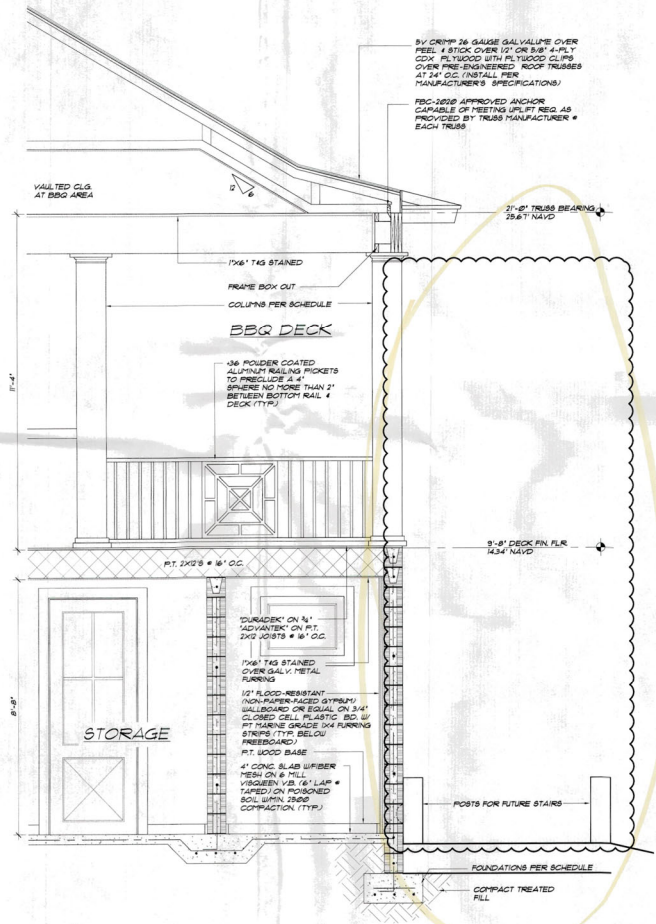 5V CRIMP 26 GAUGE GALVALUME OVER
PEEL & STICK OVER 1/2" OR 5/8" 4-PLY
CDX PLYWOOD WITH PLYWOOD CLIPS
OVER PRE-ENGINEERED ROOF TRUSSES
AT 24" O.C. (INSTALL PER
MANUFACTURER'S SPECIFICATIONS)
FBC-2020 APPROVED ANCHOR
CAPABLE OF MEETING UPLIFT REQ. AS
PROVIDED BY TRUSS MANUFACTURER @
EACH TRUSS
VAULTED CLG.
AT BBQ AREA
12
6
21'-0" TRUSS BEARING
25.67' NAVD
1"X6" T&G STAINED
FRAME BOX OUT
COLUMNS PER SCHEDULE
BBQ DECK
+36 POWDER COATED
ALUMINUM RAILING PICKETS
TO PRECLUDE A 4"
SPHERE NO MORE THAN 2"
BETWEEN BOTTOM RAIL &
DECK (TYP.)
11'-4"
9'-8" DECK FIN. FLR.
14.34' NAVD
P.T. 2X12'S @ 16" O.C.
"DURADEK" ON 3/4"
"ADVANTEK" ON P.T.
2X12 JOISTS @ 16" O.C.
1"X6" T&G STAINED
OVER GALV. METAL
FURRING
1/2" FLOOD-RESISTANT
(NON-PAPER-FACED GYPSUM)
WALLBOARD OR EQUAL ON 3/4"
CLOSED CELL PLASTIC BD. W/
PT MARINE GRADE 1X4 FURRING
STRIPS (TYP. BELOW
FREEBOARD)
P.T. WOOD BASE
4" CONC. SLAB W/FIBER
MESH ON 6 MILL
VISQUEEN V.B. (6" LAP &
TAPED) ON POISONED
SOIL W/MIN. 2500
COMPACTION. (TYP.)
8'-8"
STORAGE
POSTS FOR FUTURE STAIRS
FOUNDATIONS PER SCHEDULE
COMPACT TREATED
FILL